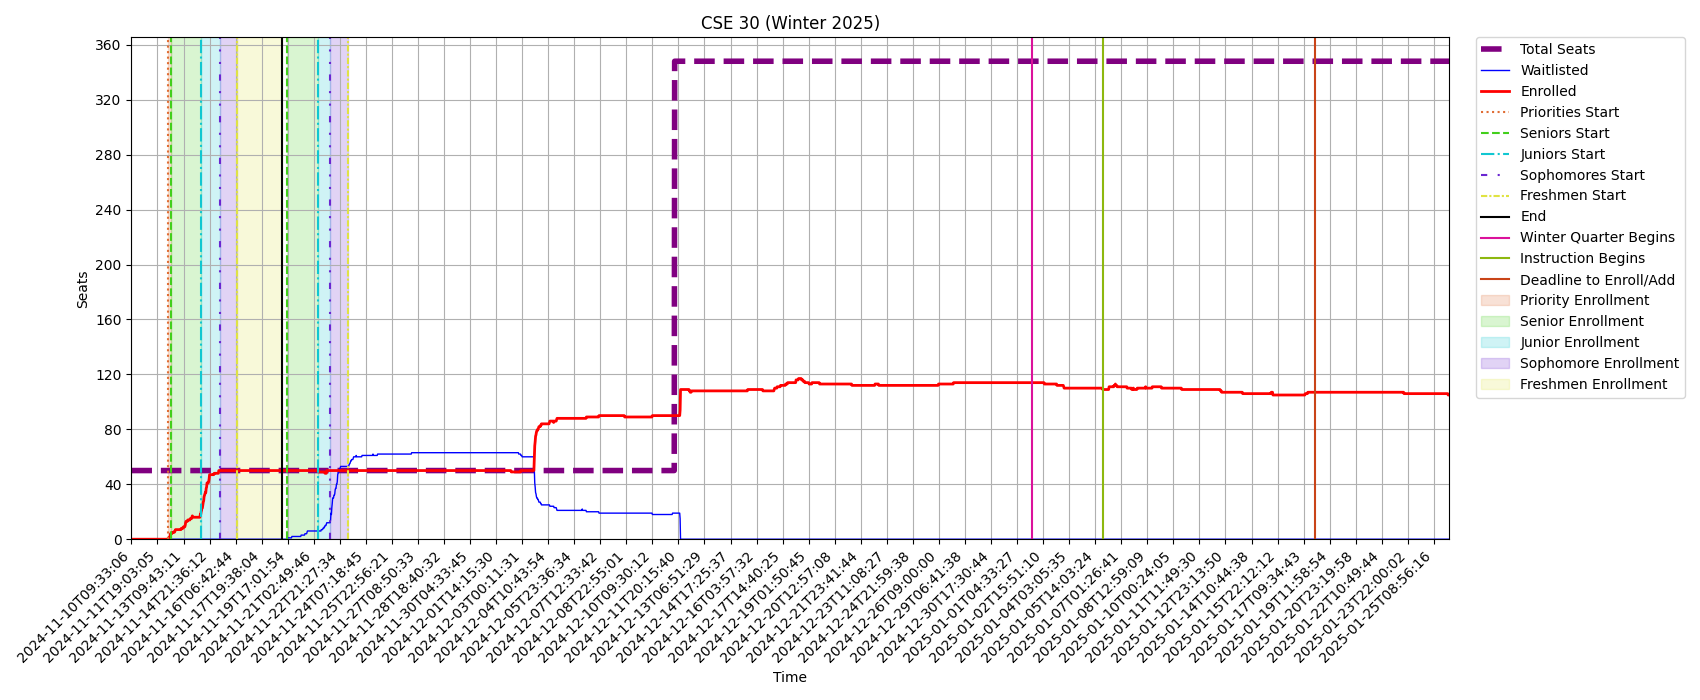 CSE 30 (Winter 2025)
Seats
360
320
280
240
200
160
120
80
40
0
2024-11-10T09:33:06
2024-11-11T19:03:05
2024-11-13T09:43:11
2024-11-14T21:36:12
2024-11-16T06:42:44
2024-11-17T19:38:04
2024-11-19T17:01:54
2024-11-21T02:49:46
2024-11-22T21:27:34
2024-11-24T07:18:45
2024-11-25T22:56:21
2024-11-27T08:50:33
2024-11-28T18:40:32
2024-11-30T04:33:45
2024-12-01T14:15:30
2024-12-03T00:11:31
2024-12-04T10:43:54
2024-12-05T23:36:34
2024-12-07T12:33:42
2024-12-08T22:55:01
2024-12-10T09:30:12
2024-12-11T20:15:40
2024-12-13T06:51:29
2024-12-14T17:25:37
2024-12-16T03:57:32
2024-12-17T14:40:25
2024-12-19T01:50:45
2024-12-20T12:57:08
2024-12-21T23:41:44
2024-12-23T11:08:27
2024-12-24T21:59:38
2024-12-26T09:00:00
2024-12-29T06:41:38
2024-12-30T17:30:44
2025-01-01T04:33:27
2025-01-02T15:51:10
2025-01-04T03:05:35
2025-01-05T14:03:24
2025-01-07T01:26:41
2025-01-08T12:59:09
2025-01-10T00:24:05
2025-01-11T11:49:30
2025-01-12T23:13:50
2025-01-14T10:44:38
2025-01-15T22:12:12
2025-01-17T09:34:43
2025-01-19T11:58:54
2025-01-20T23:19:58
2025-01-22T10:49:44
2025-01-23T22:00:02
2025-01-25T08:56:16
Time
Total Seats
Waitlisted
Enrolled
Priorities Start
Seniors Start
Juniors Start
Sophomores Start
Freshmen Start
End
Winter Quarter Begins
Instruction Begins
Deadline to Enroll/Add
Priority Enrollment
Senior Enrollment
Junior Enrollment
Sophomore Enrollment
Freshmen Enrollment